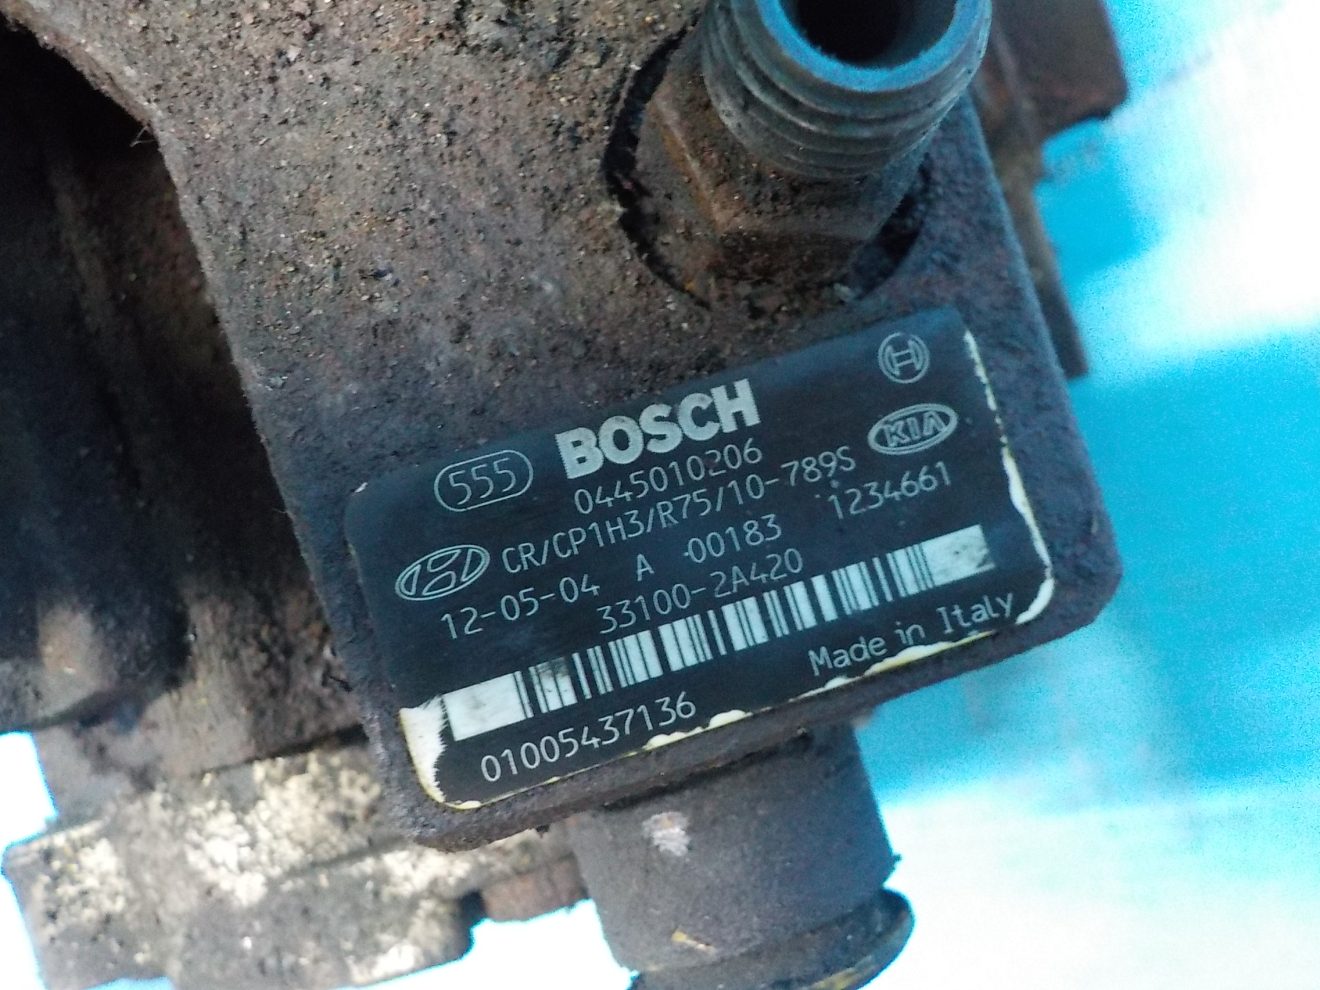 555 BOSCH
0445010206
CR/CP1H3/R75/10-789S KIA
12-05-04 A 00183 1234661
33100-2A420
Made in Italy
01005437136